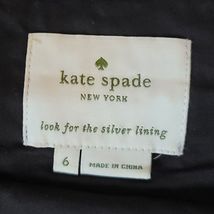 kate spade
NEW YORK
look for the silver lining
6
MADE IN CHINA